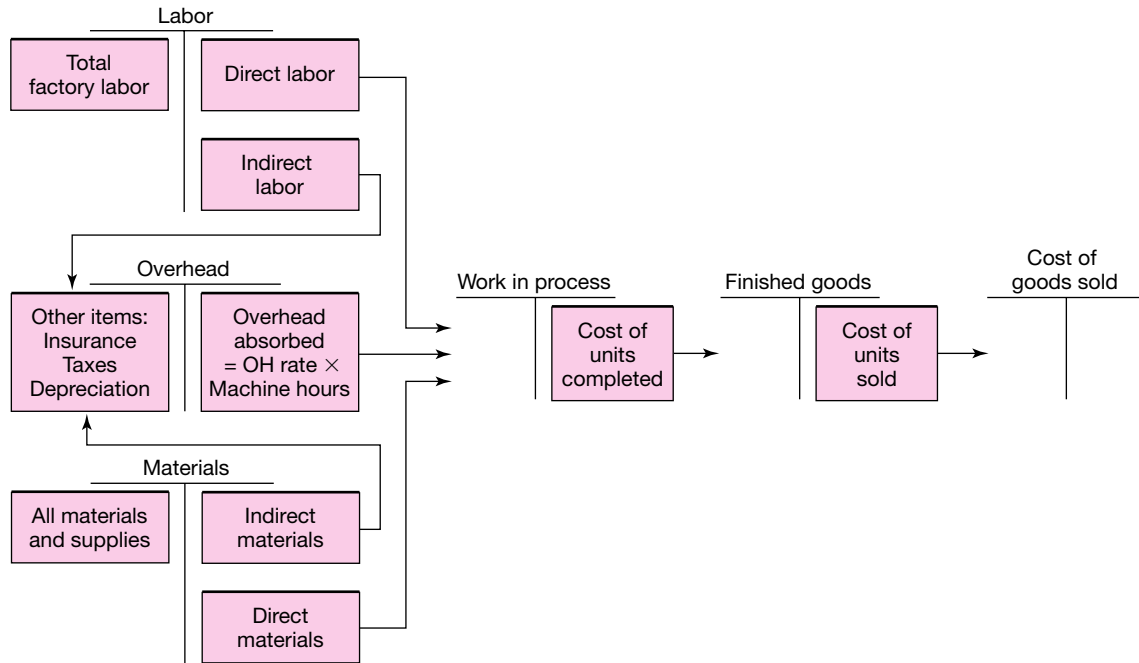 Labor
Total
factory labor
Direct labor
Indirect
labor
Overhead
Other items:
Insurance
Taxes
Depreciation
Overhead
absorbed
= OH rate ×
Machine hours
Materials
All materials
and supplies
Indirect
materials
Direct
materials
Work in process
Cost of
units
completed
Finished goods
Cost of
units
sold
Cost of
goods sold